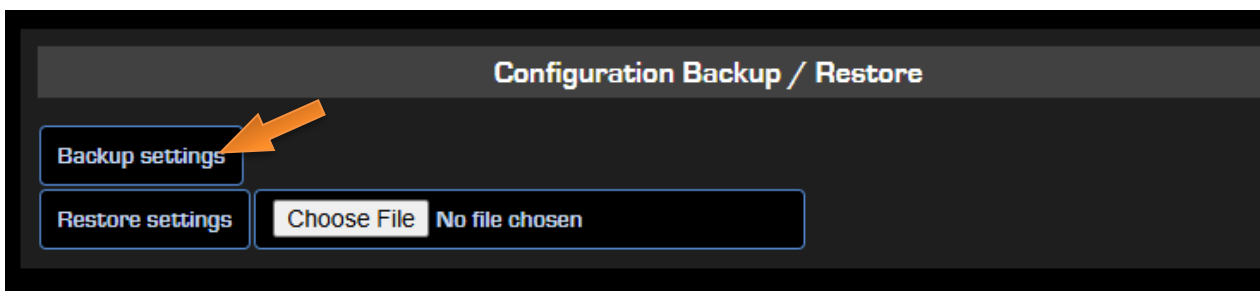 Configuration Backup / Restore
Backup settings
Restore settings Choose File No file chosen